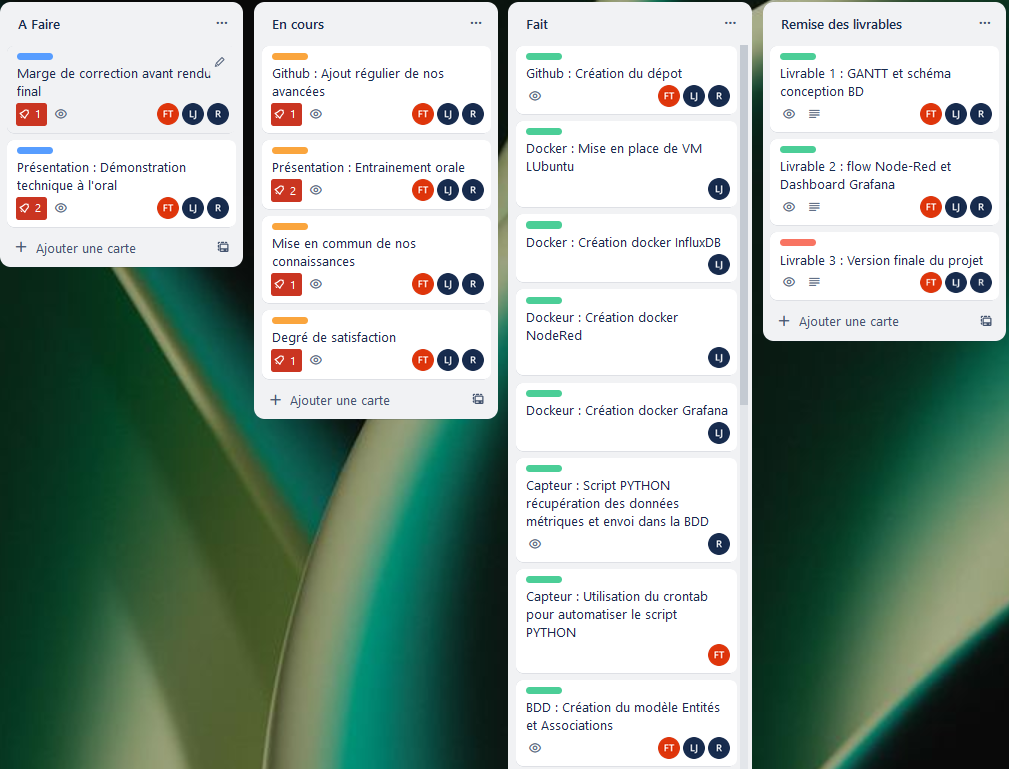 A Faire
Marge de correction avant rendu
final
1
FT LJ R
Présentation : Démonstration
technique à l'oral
2
FT LJ R
Ajouter une carte
En cours
Github : Ajout régulier de nos
avancées
1
FT LJ R
Présentation : Entrainement orale
2
FT LJ R
Mise en commun de nos
connaissances
1
FT LJ R
Degré de satisfaction
1
FT LJ R
Ajouter une carte
Fait
Github : Création du dépot
FT LJ R
Docker : Mise en place de VM
LUbuntu
LJ
Docker : Création docker InfluxDB
LJ
Dockeur : Création docker
NodeRed
LJ
Dockeur : Création docker Grafana
LJ
Capteur : Script PYTHON
récupération des données
métriques et envoi dans la BDD
R
Capteur : Utilisation du crontab
pour automatiser le script
PYTHON
FT
BDD : Création du modèle Entités
et Associations
FT LJ R
Remise des livrables
Livrable 1 : GANTT et schéma
conception BD
FT LJ R
Livrable 2 : flow Node-Red et
Dashboard Grafana
FT LJ R
Livrable 3 : Version finale du projet
FT LJ R
Ajouter une carte